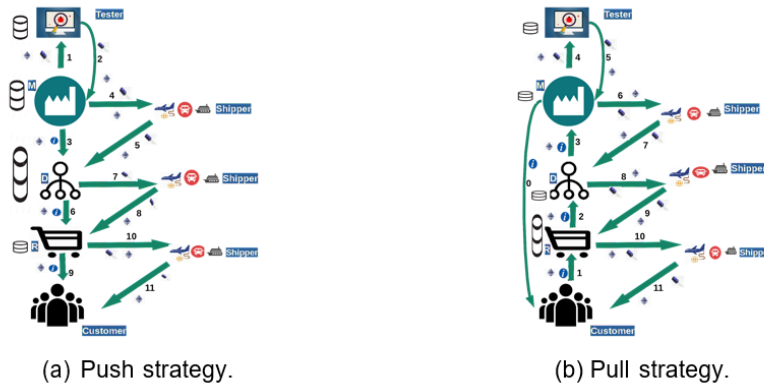 Tester
1
2
M
4
Shipper
3
5
D
7
Shipper
6
8
R
10
Shipper
9
11
Customer
(a) Push strategy.
Tester
4
5
M
6
Shipper
3
7
0
D
8
Shipper
2
9
R
10
Shipper
1
11
Customer
(b) Pull strategy.